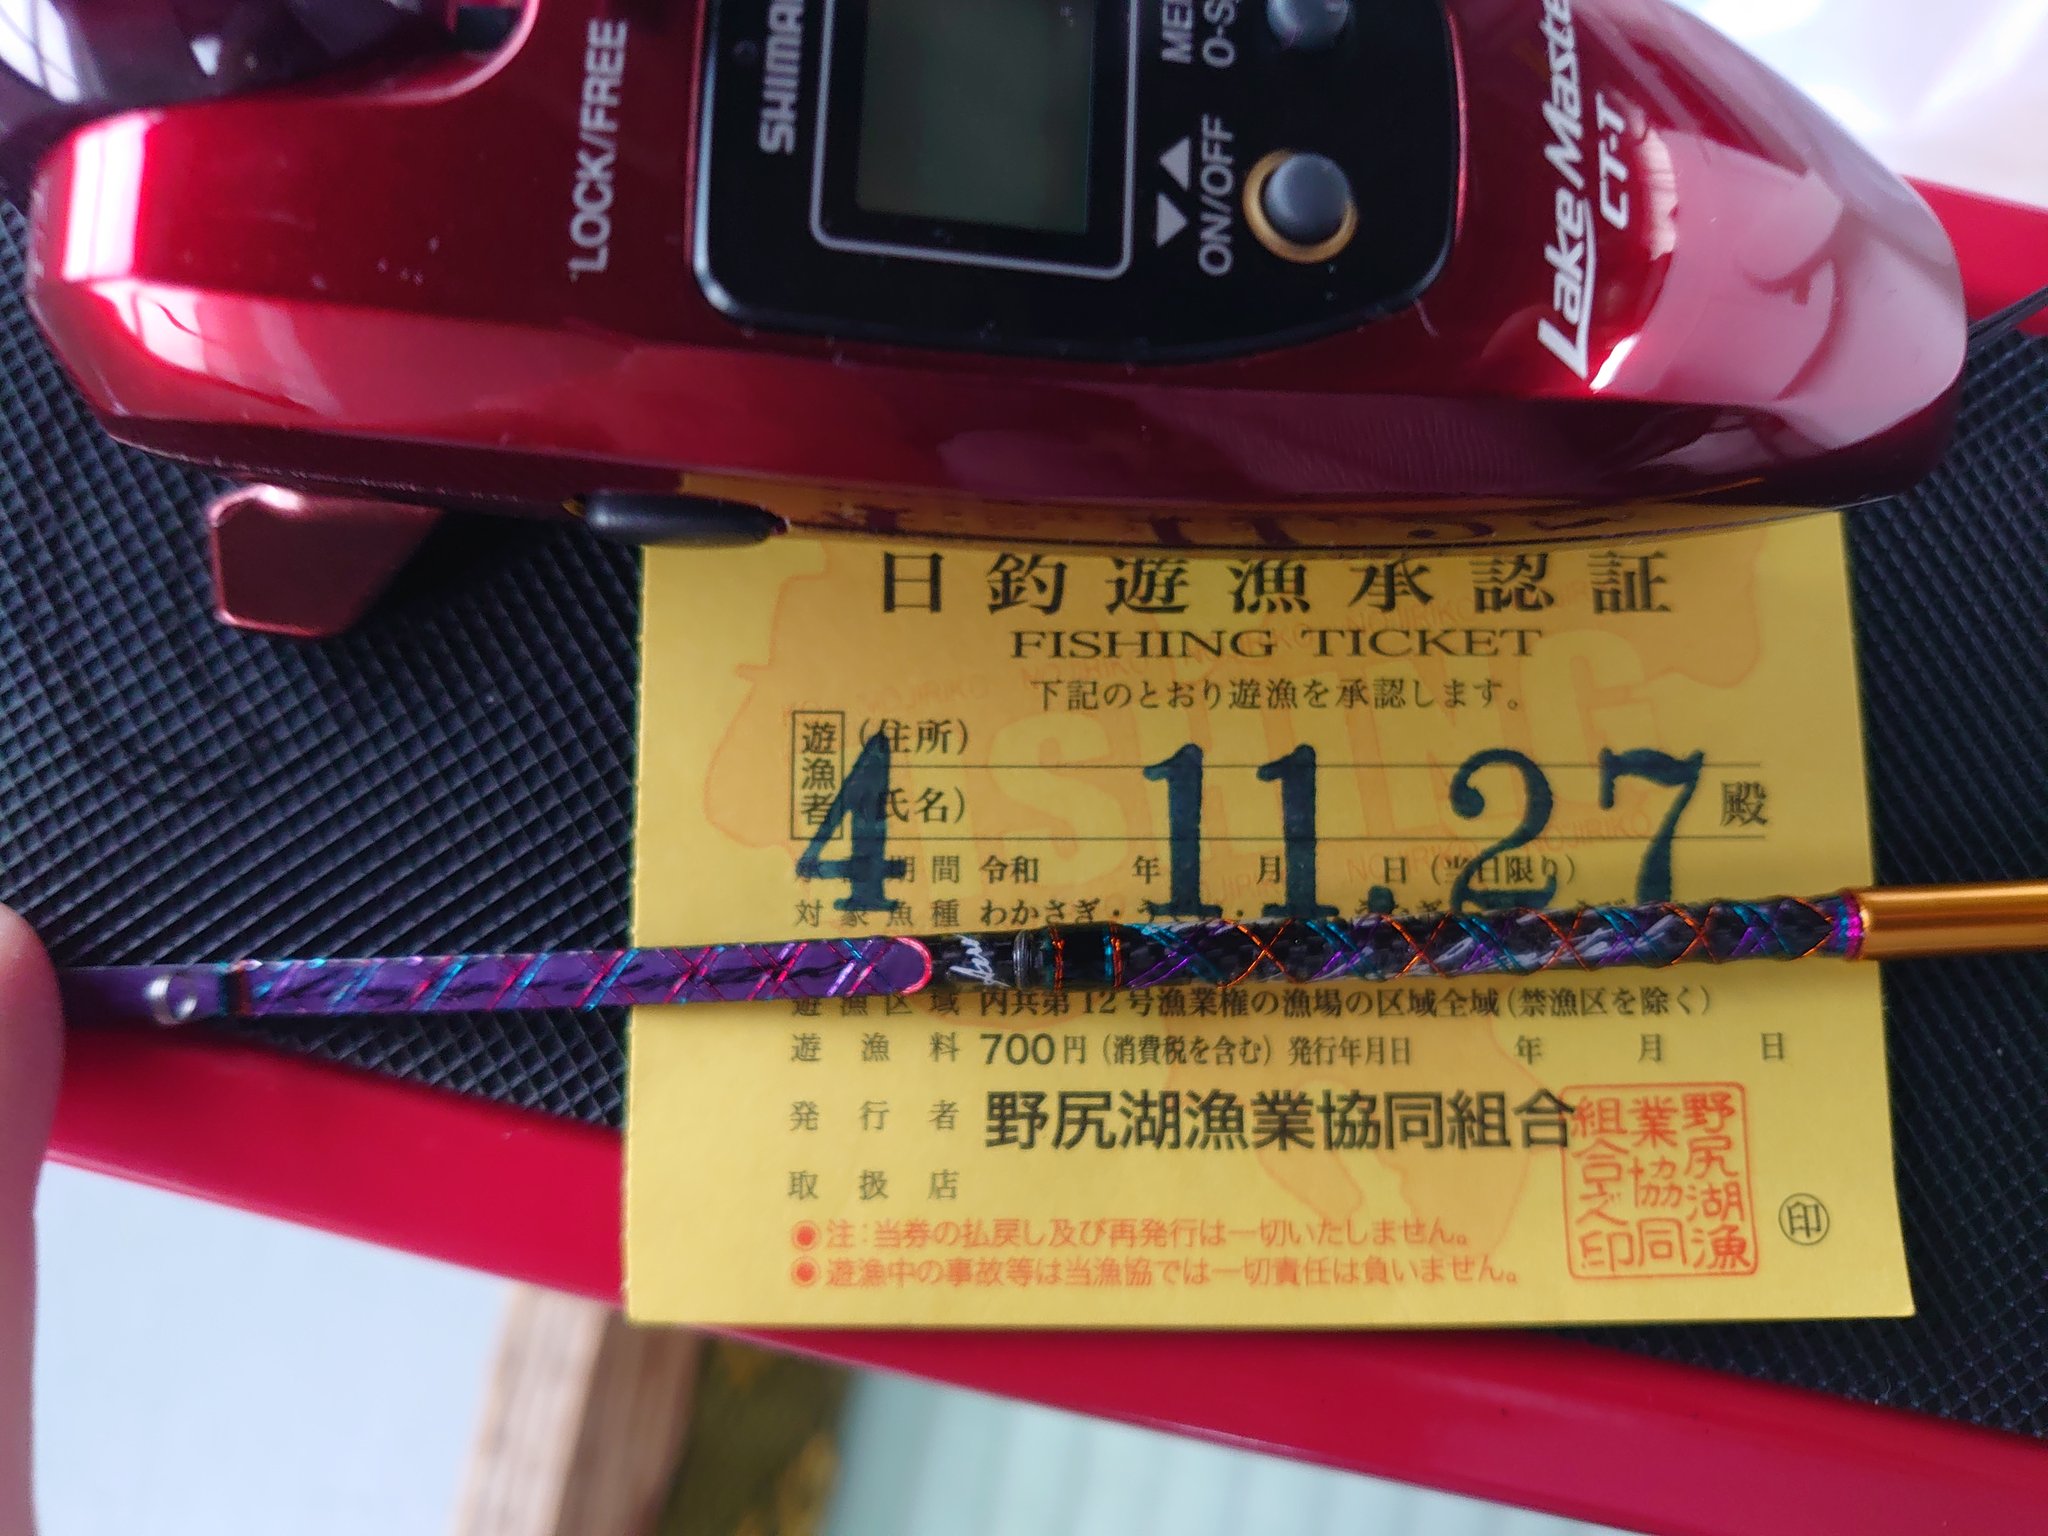 LOCK/FREE
SHIMAN
ON/OFF
Lake Maste
CT-T
日釣遊漁承認証
FISHING TICKET
下記のとおり遊漁を承認します。
遊漁者
(住所)
(氏名) 殿
4 11.27
期間 令和 年 月 日(当日限り)
対象魚種 わかさぎ・
遊漁区域 内共第12号漁業権の漁場の区域全域(禁漁区を除く)
遊漁料 700円(消費税を含む)発行年月日 年 月 日
発行者 野尻湖漁業協同組合
野尻湖漁業協同組合之印
取扱店
印
●注:当券の払戻し及び再発行は一切いたしません。
●遊漁中の事故等は当漁協では一切責任は負いません。